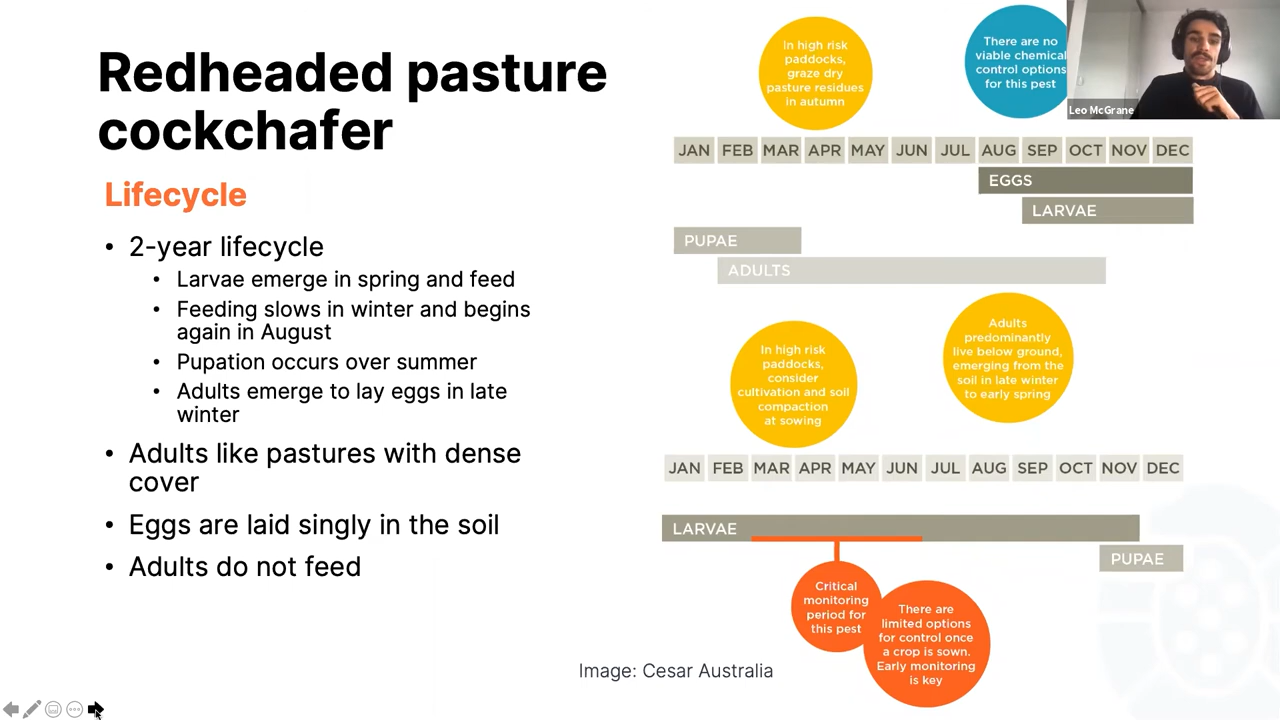 Redheaded pasture
cockchafer
Lifecycle
• 2-year lifecycle
• Larvae emerge in spring and feed
• Feeding slows in winter and begins
again in August
• Pupation occurs over summer
• Adults emerge to lay eggs in late
winter
• Adults like pastures with dense
cover
• Eggs are laid singly in the soil
• Adults do not feed
In high risk
paddocks,
graze dry
pasture residues
in autumn
There are no
viable chemical
control options
for this pest
Leo McGrane
JAN FEB MAR APR MAY JUN JUL AUG SEP OCT NOV DEC
EGGS
LARVAE
PUPAE
ADULTS
In high risk
paddocks,
consider
cultivation and soil
compaction
at sowing
Adults
predominantly
live below ground,
emerging from the
soil in late winter
to early spring
JAN FEB MAR APR MAY JUN JUL AUG SEP OCT NOV DEC
LARVAE
PUPAE
Critical
monitoring
period for
this pest
There are
limited options
for control once
a crop is sown.
Early monitoring
is key
Image: Cesar Australia